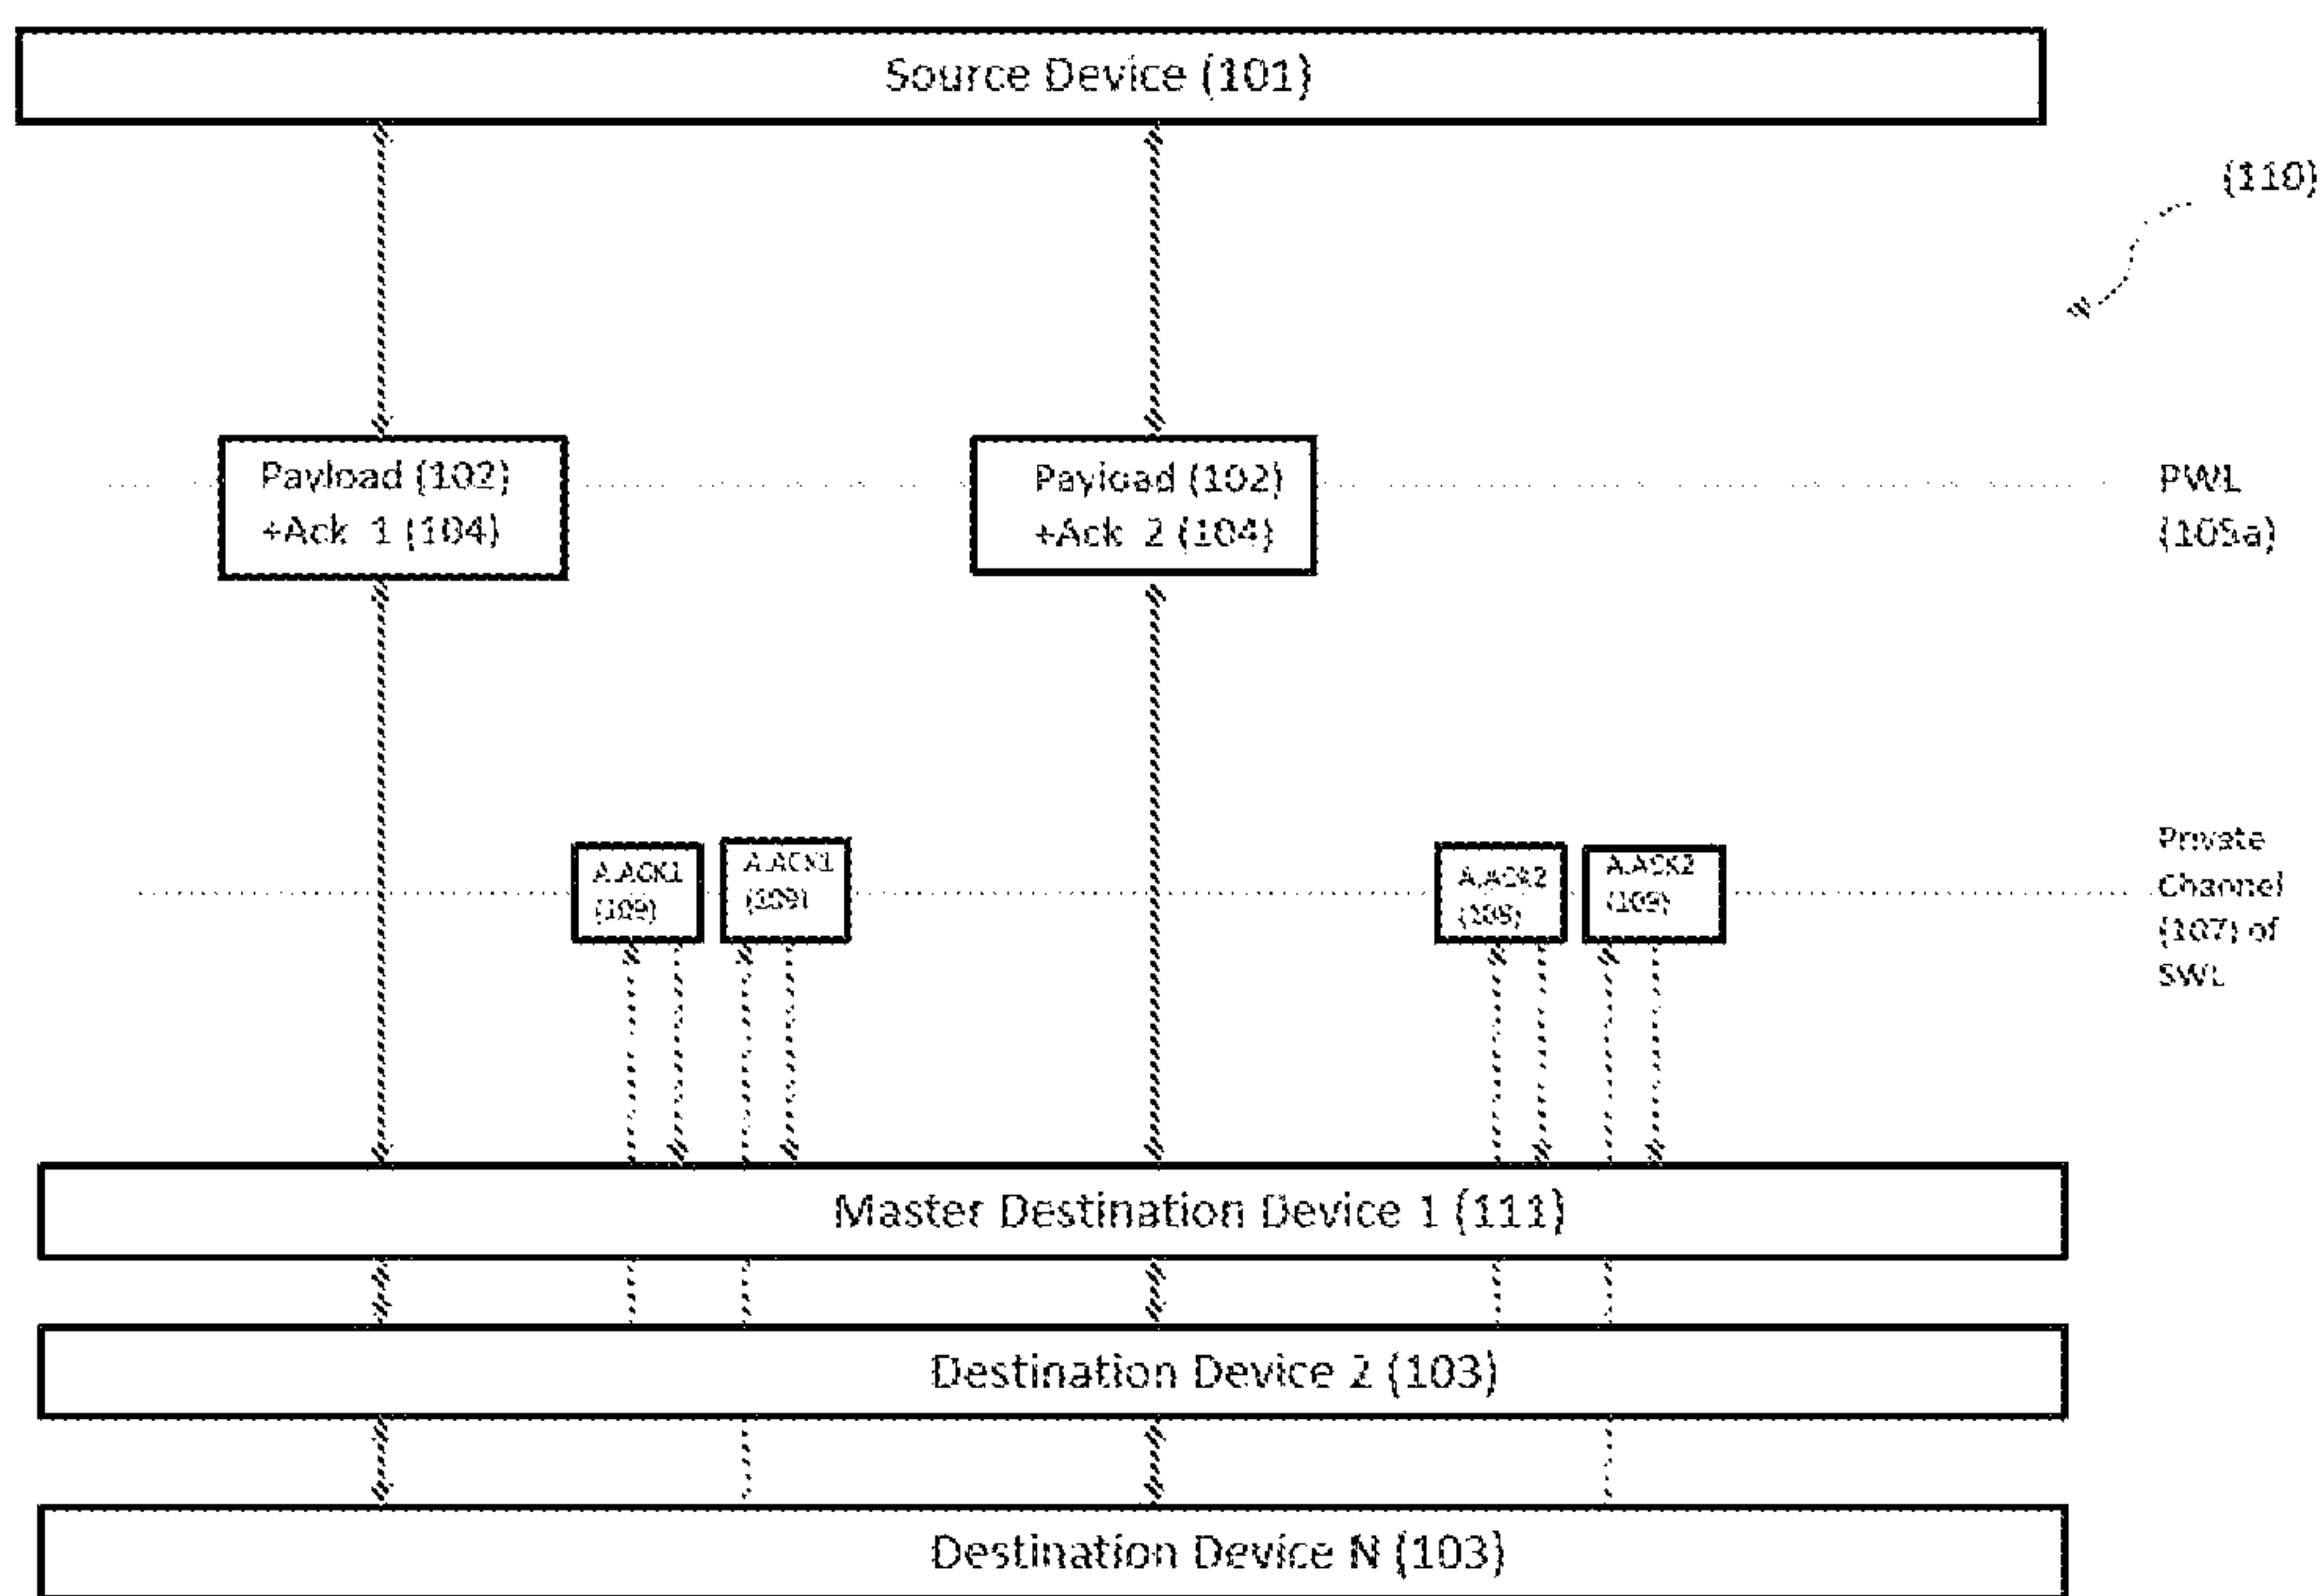 Source Device (101)
(110)
Payload (102)
+Ack 1 (104)
Payload (102)
+Ack 2 (104)
PWL
(105a)
A.ACK1
(109)
A.ACK1
(109)
A.ACK2
A.ACK2
(109)
Private
Channel
(107) of
SWL
Master Destination Device 1 (111)
Destination Device 2 (103)
Destination Device N (103)